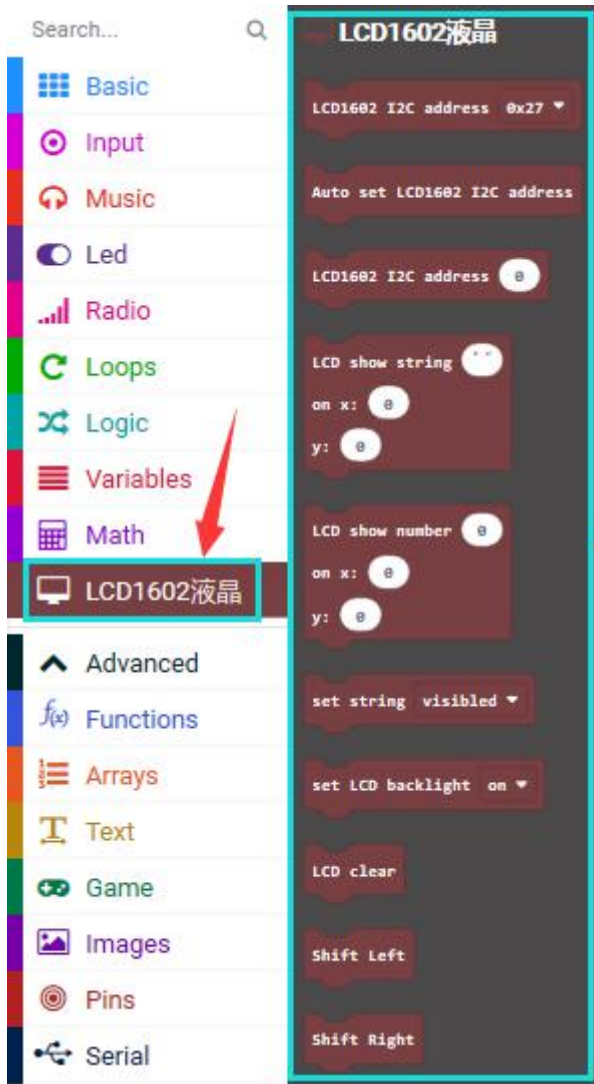 Search...
Basic
Input
Music
Led
Radio
Loops
Logic
Variables
Math
LCD1602液晶
Advanced
f(x) Functions
Arrays
Text
Game
Images
Pins
Serial
LCD1602液晶
LCD1602 I2C address 0x27
Auto set LCD1602 I2C address
LCD1602 I2C address 0
LCD show string " "
on x: 0
y: 0
LCD show number 0
on x: 0
y: 0
set string visibled
set LCD backlight on
LCD clear
Shift Left
Shift Right